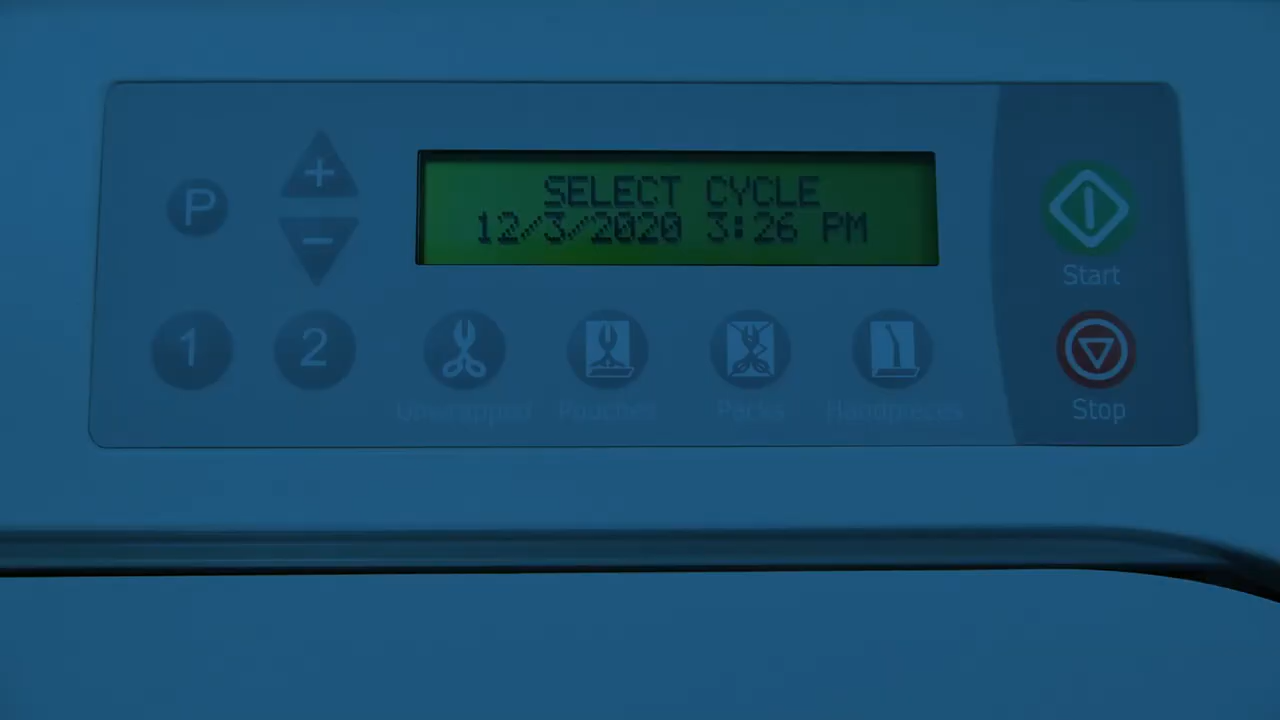 SELECT CYCLE
12/3/2020 3:26 PM
P
+
-
1
2
Unwrapped
Pouches
Packs
Handpieces
Start
Stop